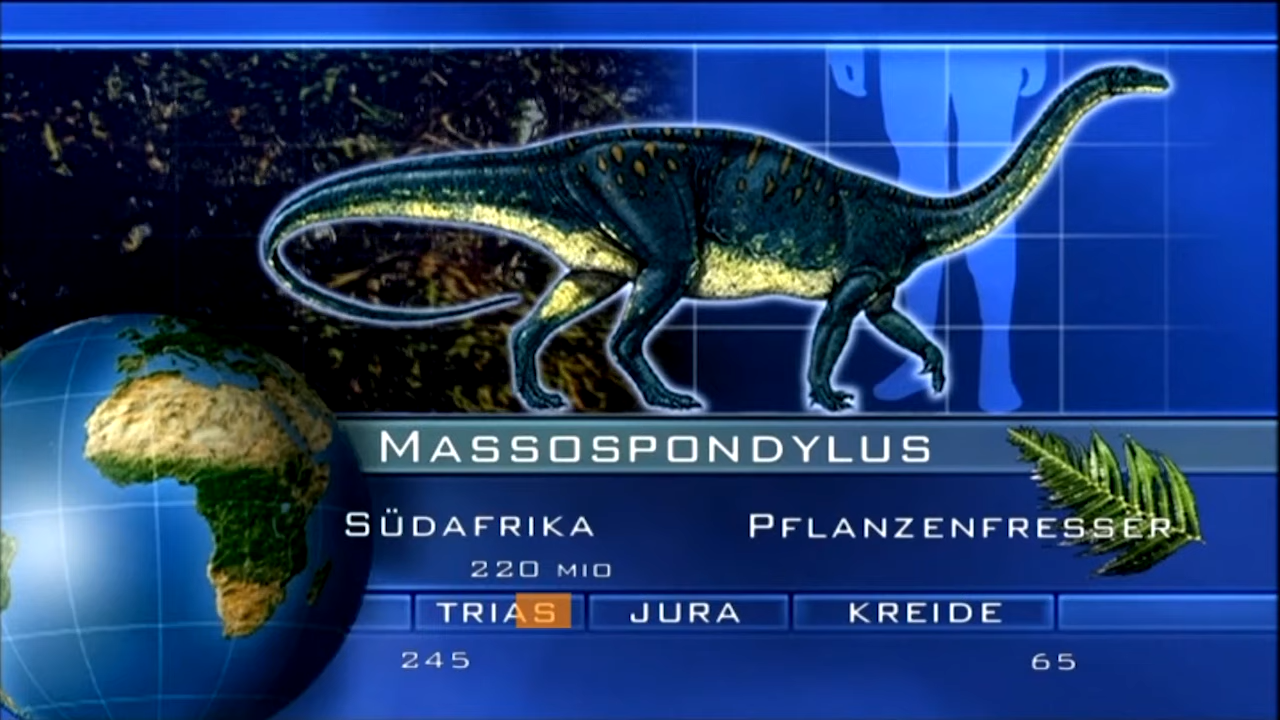 MASSOSPONDYLUS
SÜDAFRIKA PFLANZENFRESSER
220 MIO
TRIAS JURA KREIDE
245 65